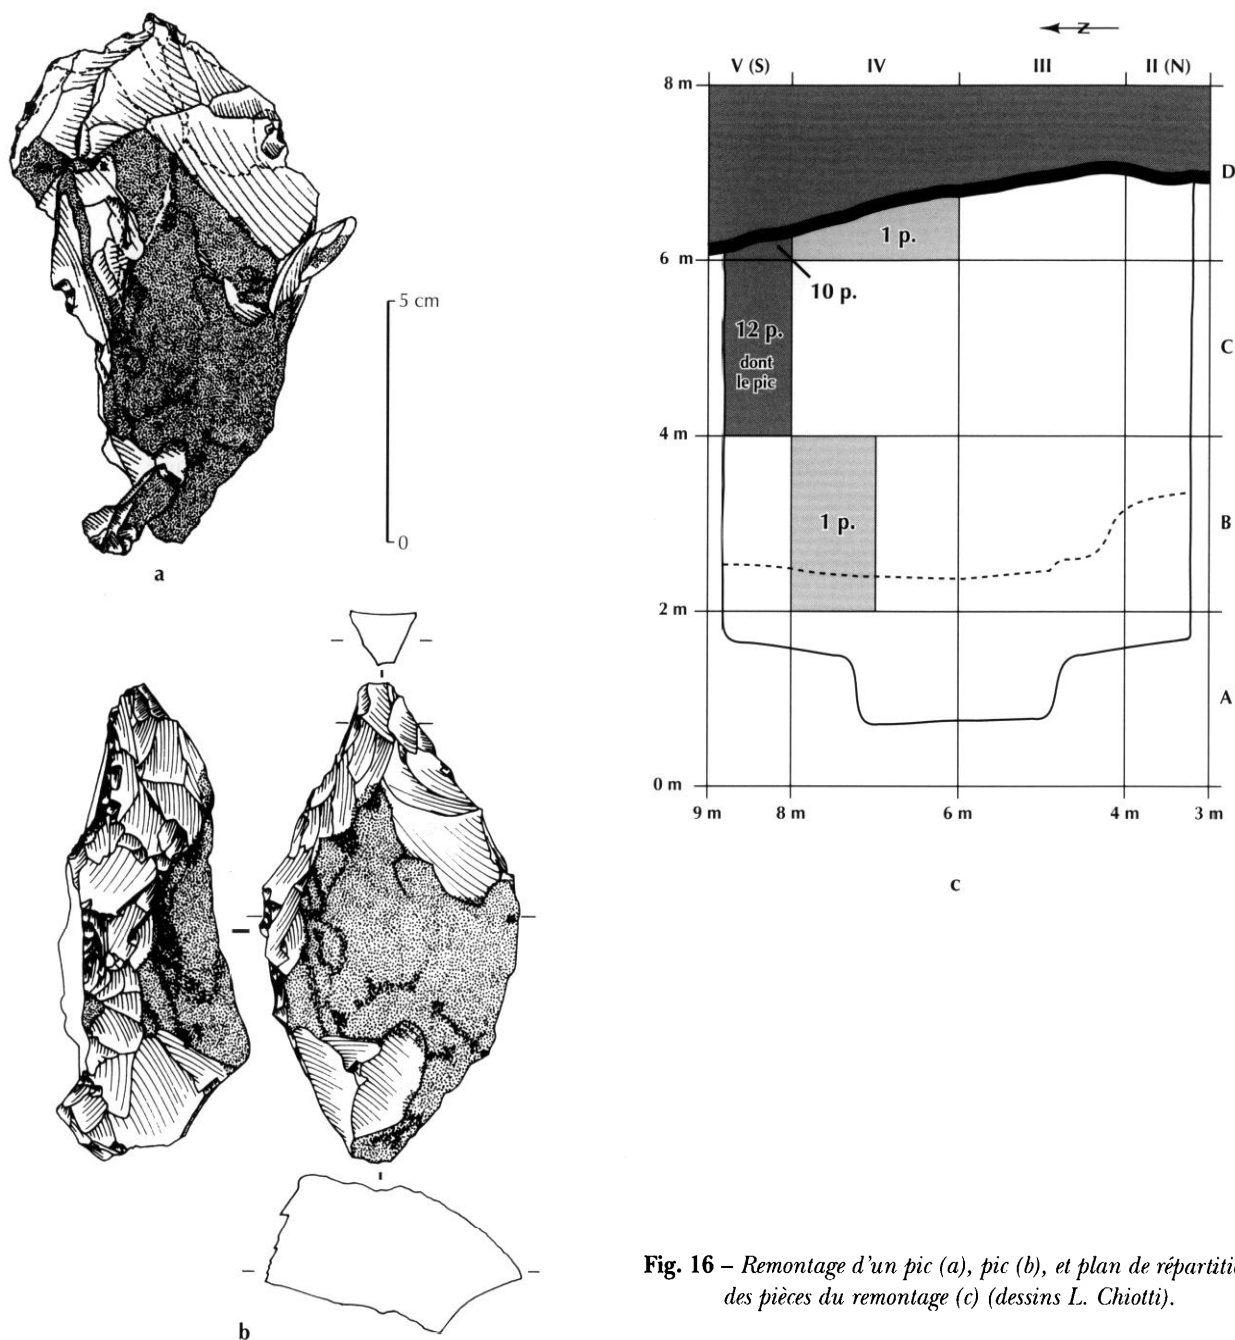 5 cm
0
a
b
Z
V (S) IV III II (N)
8 m
D
1 p.
6 m
10 p.
12 p.
dont
le pic
C
4 m
1 p.
B
2 m
A
0 m
9 m 8 m 6 m 4 m 3 m
c
Fig. 16 – Remontage d'un pic (a), pic (b), et plan de
des pièces du remontage (c) (dessins L. Chiotti).